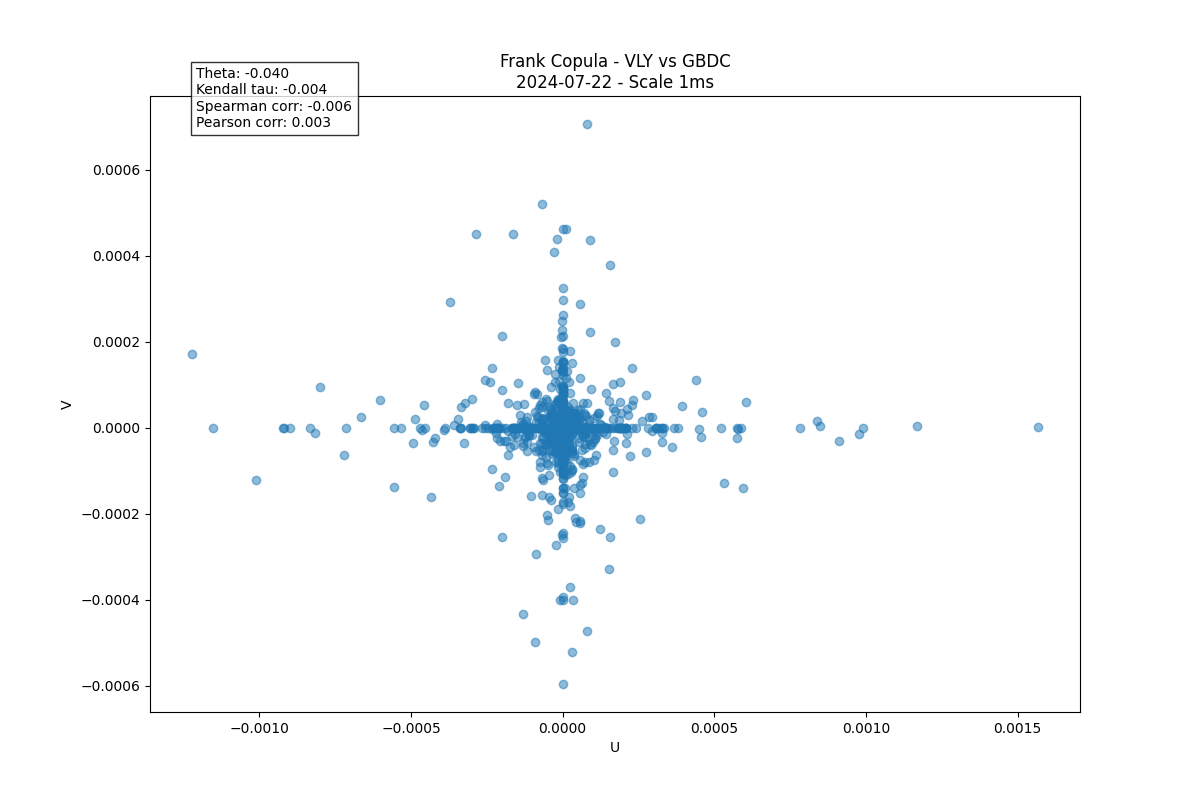 Frank Copula - VLY vs GBDC
2024-07-22 - Scale 1ms
Theta: -0.040
Kendall tau: -0.004
Spearman corr: -0.006
Pearson corr: 0.003
0.0006
0.0004
0.0002
0.0000
−0.0002
−0.0004
−0.0006
V
−0.0010 −0.0005 0.0000 0.0005 0.0010 0.0015
U